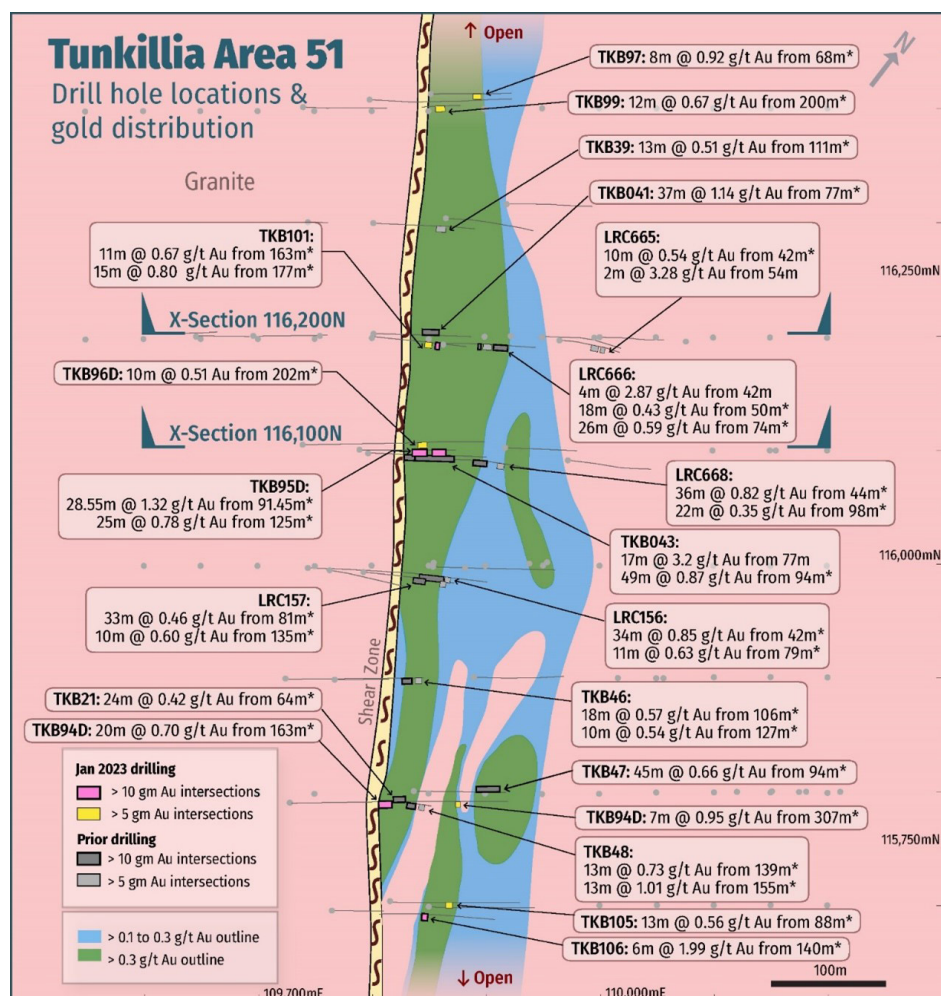 Tunkillia Area 51
Drill hole locations &
gold distribution
↑ Open
N
TKB97: 8m @ 0.92 g/t Au from 68m*
TKB99: 12m @ 0.67 g/t Au from 200m*
TKB39: 13m @ 0.51 g/t Au from 111m*
Granite
TKB041: 37m @ 1.14 g/t Au from 77m*
TKB101:
11m @ 0.67 g/t Au from 163m*
15m @ 0.80 g/t Au from 177m*
LRC665:
10m @ 0.54 g/t Au from 42m*
2m @ 3.28 g/t Au from 54m
116,250mN
X-Section 116,200N
TKB96D: 10m @ 0.51 g/t Au from 202m*
LRC666:
4m @ 2.87 g/t Au from 42m
18m @ 0.43 g/t Au from 50m*
26m @ 0.59 g/t Au from 74m*
X-Section 116,100N
TKB95D:
28.55m @ 1.32 g/t Au from 91.45m*
25m @ 0.78 g/t Au from 125m*
LRC668:
36m @ 0.82 g/t Au from 44m*
22m @ 0.35 g/t Au from 98m*
TKB043:
17m @ 3.2 g/t Au from 77m
49m @ 0.87 g/t Au from 94m*
116,000mN
LRC157:
33m @ 0.46 g/t Au from 81m*
10m @ 0.60 g/t Au from 135m*
LRC156:
34m @ 0.85 g/t Au from 42m*
11m @ 0.63 g/t Au from 79m*
Shear Zone
TKB21: 24m @ 0.42 g/t Au from 64m*
TKB94D: 20m @ 0.70 g/t Au from 163m*
TKB46:
18m @ 0.57 g/t Au from 106m*
10m @ 0.54 g/t Au from 127m*
TKB47: 45m @ 0.66 g/t Au from 94m*
TKB94D: 7m @ 0.95 g/t Au from 307m*
115,750mN
TKB48:
13m @ 0.73 g/t Au from 139m*
13m @ 1.01 g/t Au from 155m*
TKB105: 13m @ 0.56 g/t Au from 88m*
TKB106: 6m @ 1.99 g/t Au from 140m*
Jan 2023 drilling
> 10 gm Au intersections
> 5 gm Au intersections
Prior drilling
> 10 gm Au intersections
> 5 gm Au intersections
> 0.1 to 0.3 g/t Au outline
> 0.3 g/t Au outline
↓ Open
100m
109,700mE
110,000mE